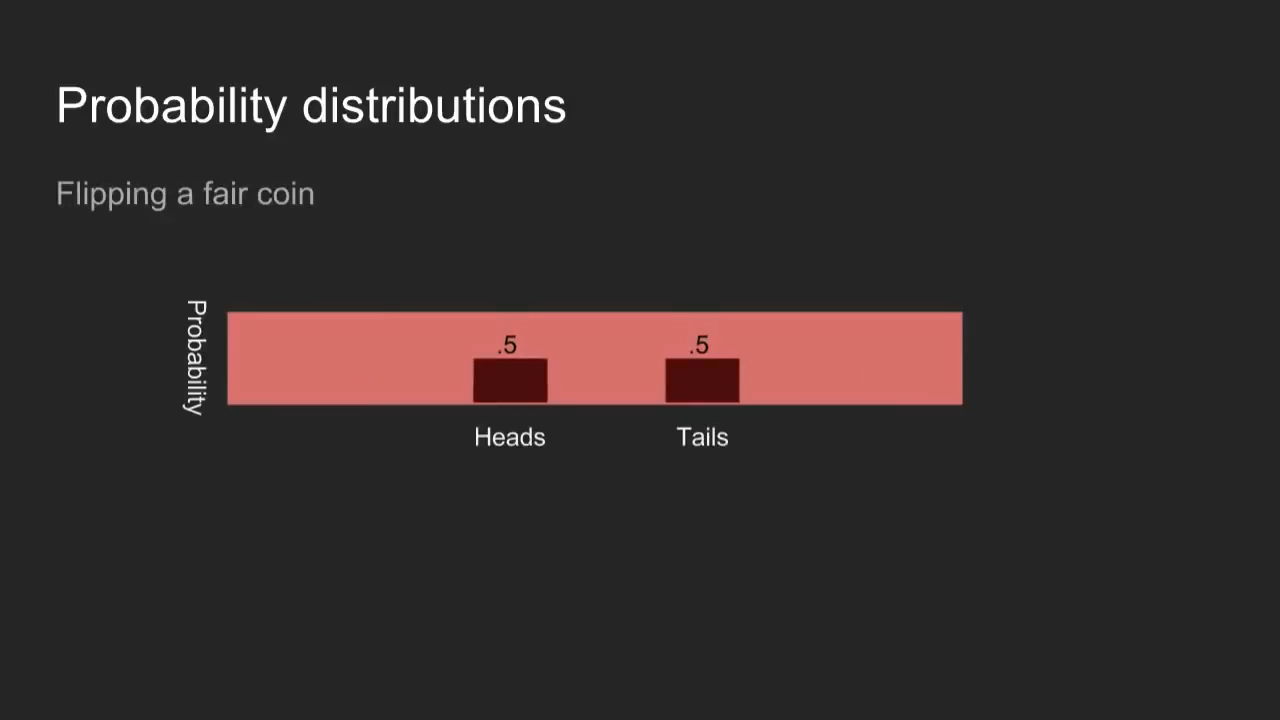 Probability distributions
Flipping a fair coin
Probability
.5 .5
Heads Tails